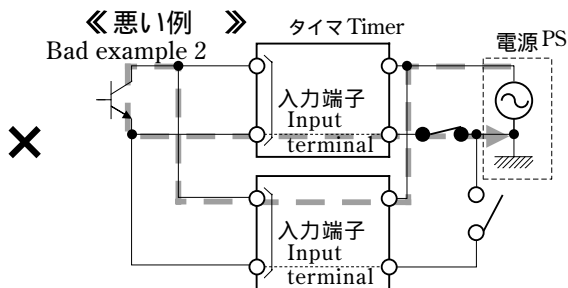 《 悪い例 》
Bad example 2
タイマ Timer
電源 PS
入力端子
Input
terminal
入力端子
Input
terminal